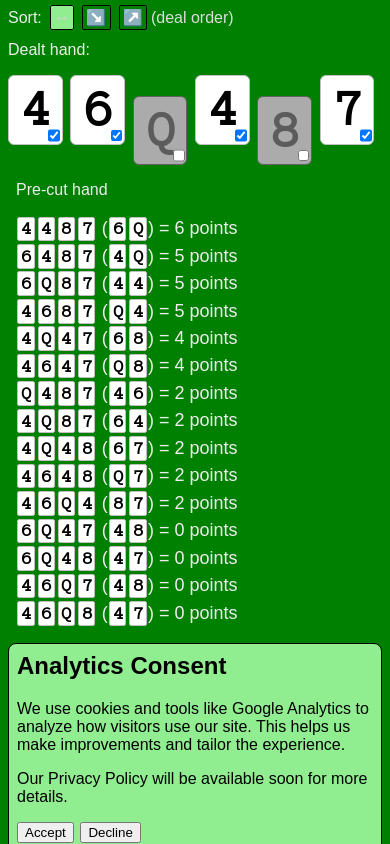 Sort: ↔ ↘ ↗ (deal order)
Dealt hand:
4 6 Q 4 8 7
Pre-cut hand
4 4 8 7 (6 Q) = 6 points
6 4 8 7 (4 Q) = 5 points
6 Q 8 7 (4 4) = 5 points
4 6 8 7 (Q 4) = 5 points
4 Q 4 7 (6 8) = 4 points
4 6 4 7 (Q 8) = 4 points
Q 4 8 7 (4 6) = 2 points
4 Q 8 7 (6 4) = 2 points
4 Q 4 8 (6 7) = 2 points
4 6 4 8 (Q 7) = 2 points
4 6 Q 4 (8 7) = 2 points
6 Q 4 7 (4 8) = 0 points
6 Q 4 8 (4 7) = 0 points
4 6 Q 7 (4 8) = 0 points
4 6 Q 8 (4 7) = 0 points
Analytics Consent
We use cookies and tools like Google Analytics to
analyze how visitors use our site. This helps us
make improvements and tailor the experience.
Our Privacy Policy will be available soon for more
details.
Accept Decline